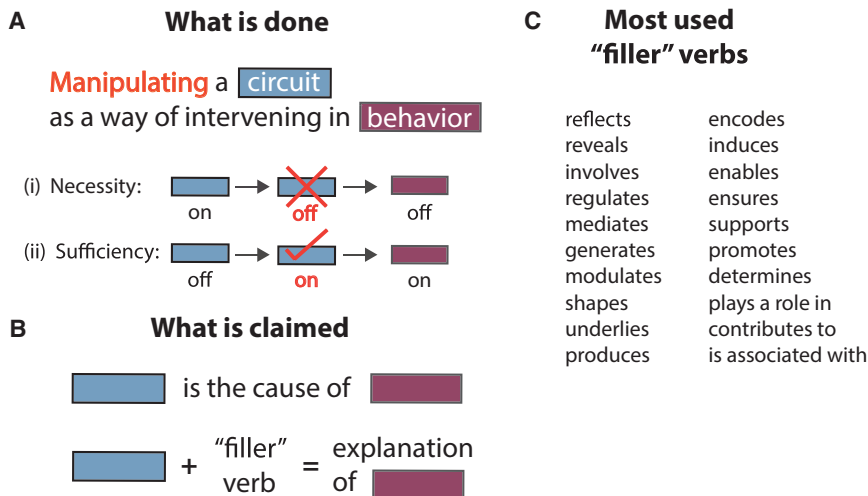 A
What is done
Manipulating a circuit
as a way of intervening in behavior
(i) Necessity:
on
off
off
(ii) Sufficiency:
off
on
on
B
What is claimed
is the cause of
+ “filler” verb = explanation of
C
Most used
“filler” verbs
reflects
reveals
involves
regulates
mediates
generates
modulates
shapes
underlies
produces
encodes
induces
enables
ensures
supports
promotes
determines
plays a role in
contributes to
is associated with